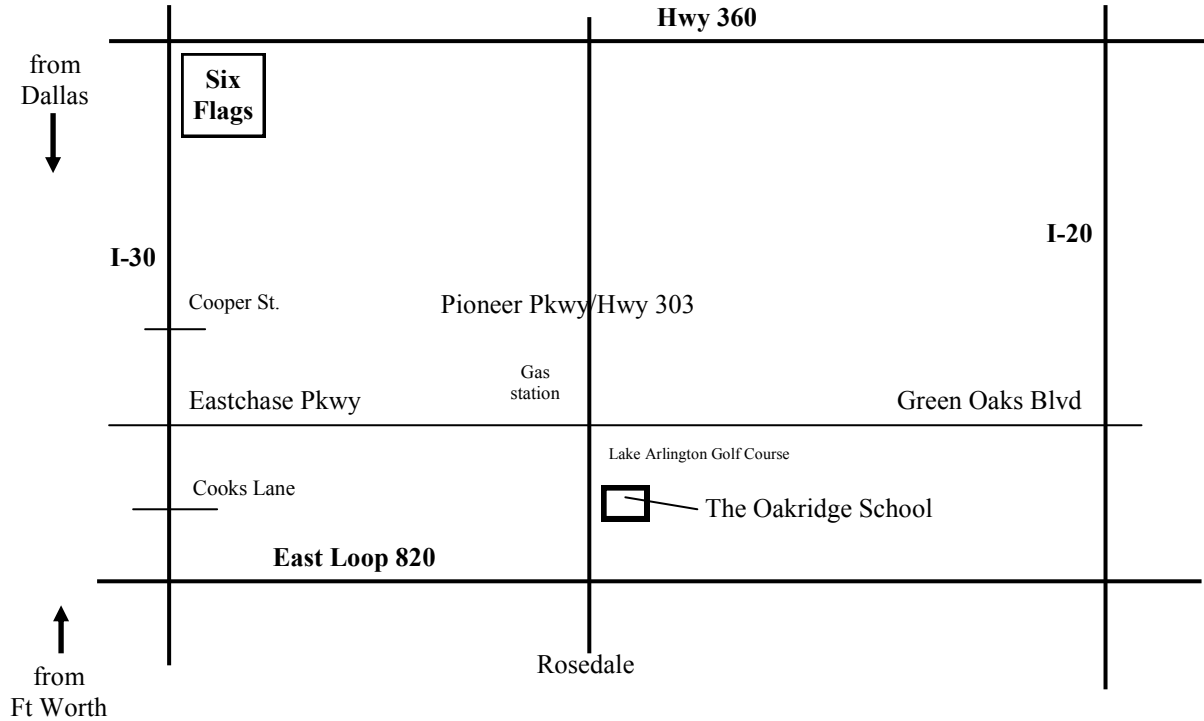 Hwy 360
from
Dallas
Six
Flags
I-20
I-30
Cooper St.
Pioneer Pkwy/Hwy 303
Gas
station
Eastchase Pkwy
Green Oaks Blvd
Lake Arlington Golf Course
Cooks Lane
The Oakridge School
East Loop 820
Rosedale
from
Ft Worth